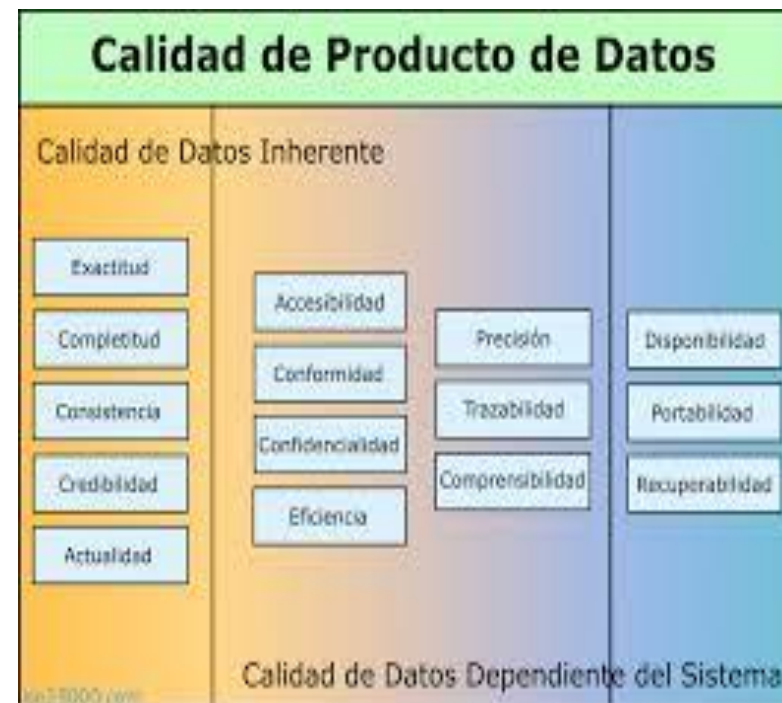 Calidad de Producto de Datos
Calidad de Datos Inherente
Exactitud
Completitud
Consistencia
Credibilidad
Actualidad
Accesibilidad
Conformidad
Confidencialidad
Eficiencia
Precisión
Trazabilidad
Comprensibilidad
Disponibilidad
Portabilidad
Recuperabilidad
Calidad de Datos Dependiente del Sistema